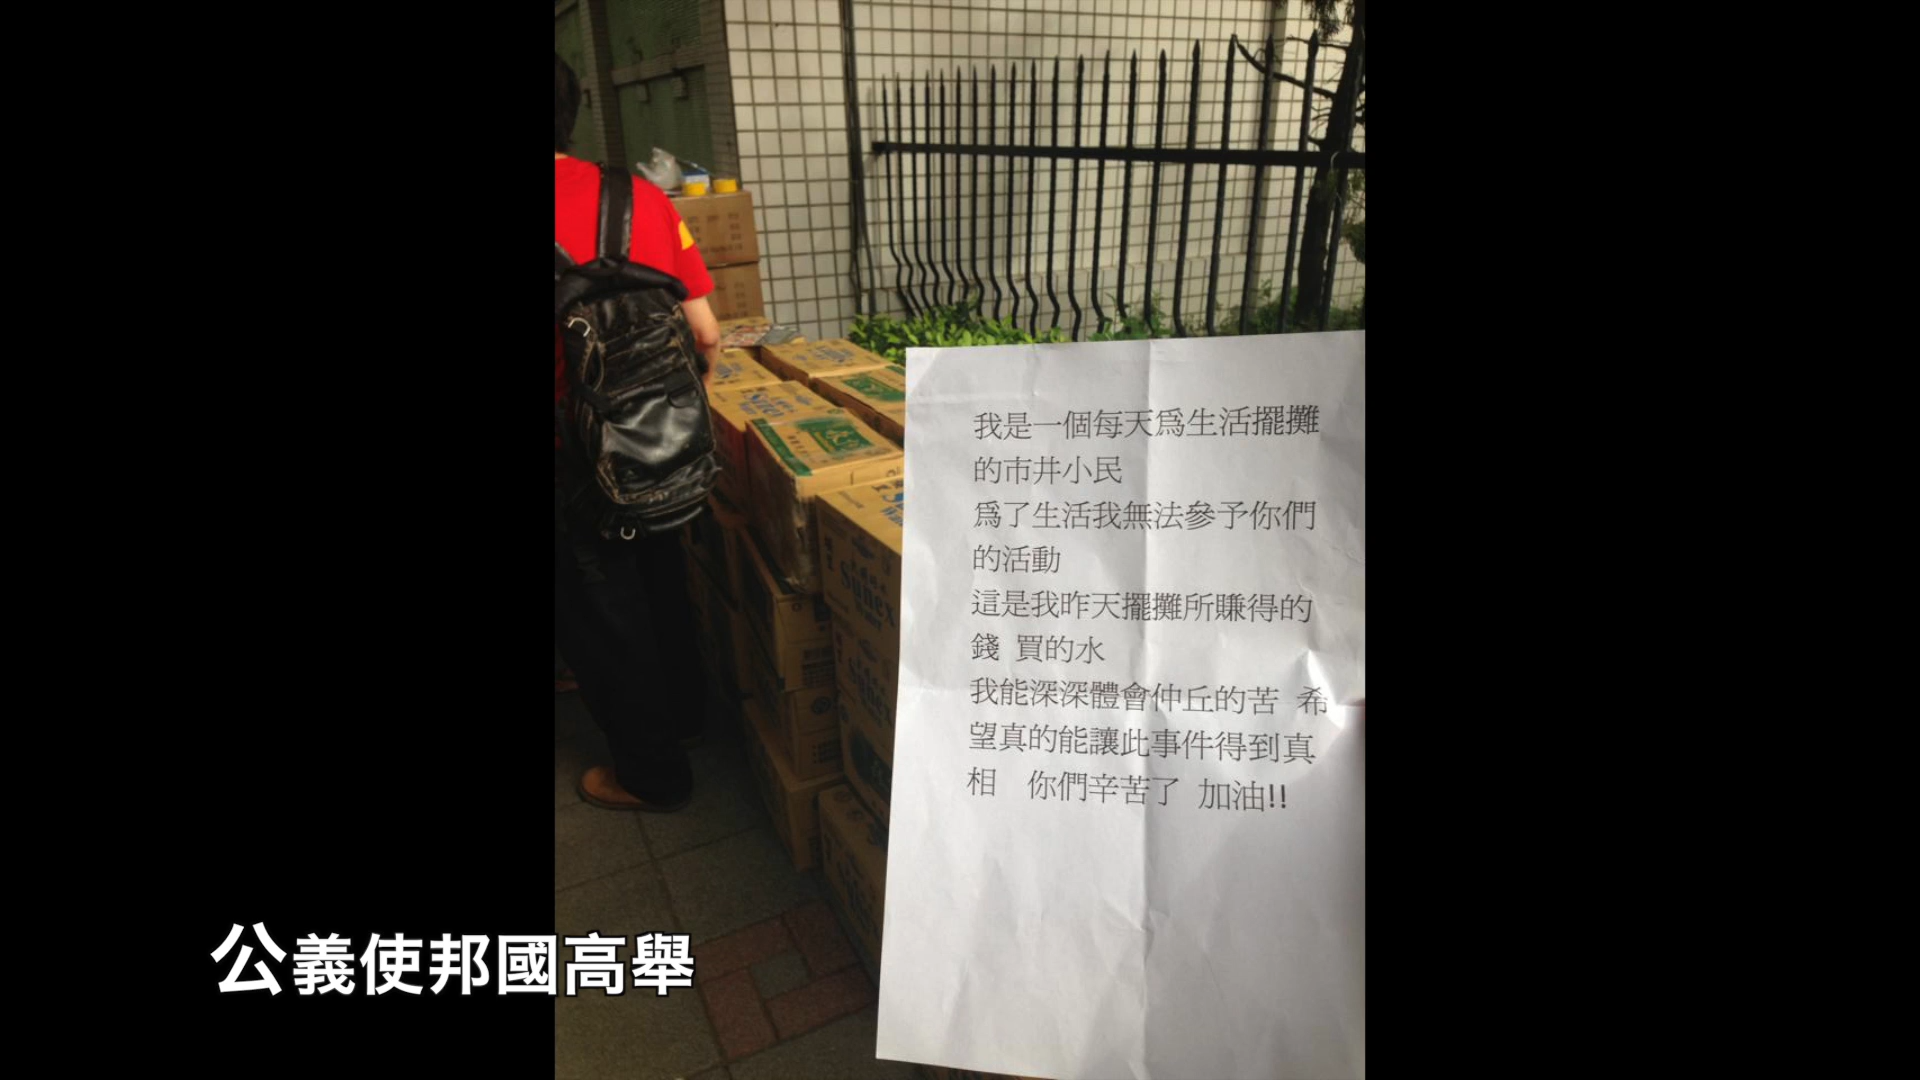 我是一個每天為生活擺攤
的市井小民
為了生活我無法參予你們
的活動
這是我昨天擺攤所賺得的
錢 買的水
我能深深體會仲丘的苦 希
望真的能讓此事件得到真
相 你們辛苦了 加油!!
Sunex
公義使邦國高舉